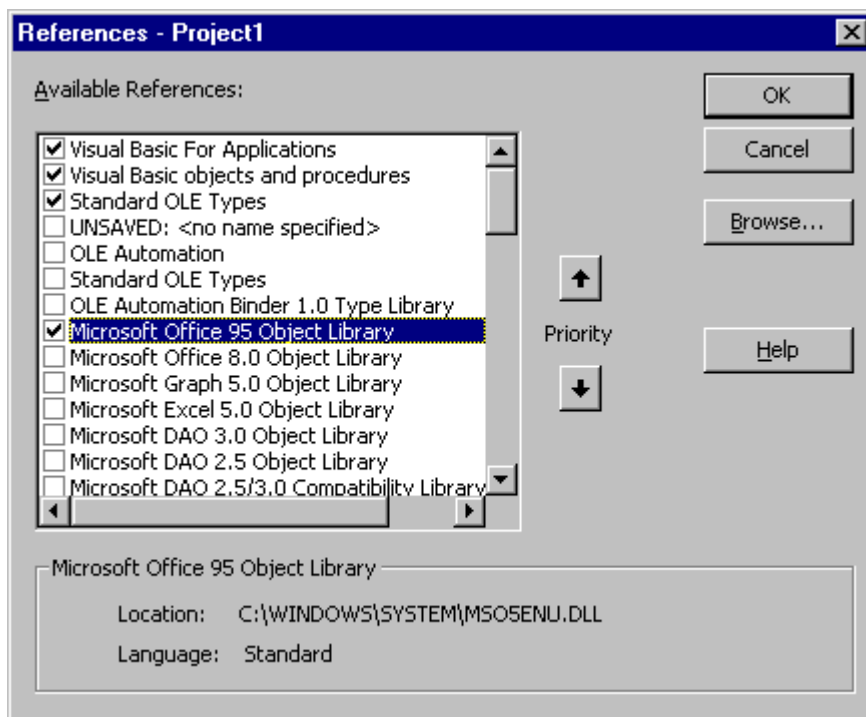 References - Project1
Available References:
OK
Cancel
Browse...
Help
Visual Basic For Applications
Visual Basic objects and procedures
Standard OLE Types
UNSAVED: <no name specified>
OLE Automation
Standard OLE Types
OLE Automation Binder 1.0 Type Library
Microsoft Office 95 Object Library
Microsoft Office 8.0 Object Library
Microsoft Graph 5.0 Object Library
Microsoft Excel 5.0 Object Library
Microsoft DAO 3.0 Object Library
Microsoft DAO 2.5 Object Library
Microsoft DAO 2.5/3.0 Compatibility Library
Priority
Microsoft Office 95 Object Library
Location: C:\WINDOWS\SYSTEM\MSO5ENU.DLL
Language: Standard